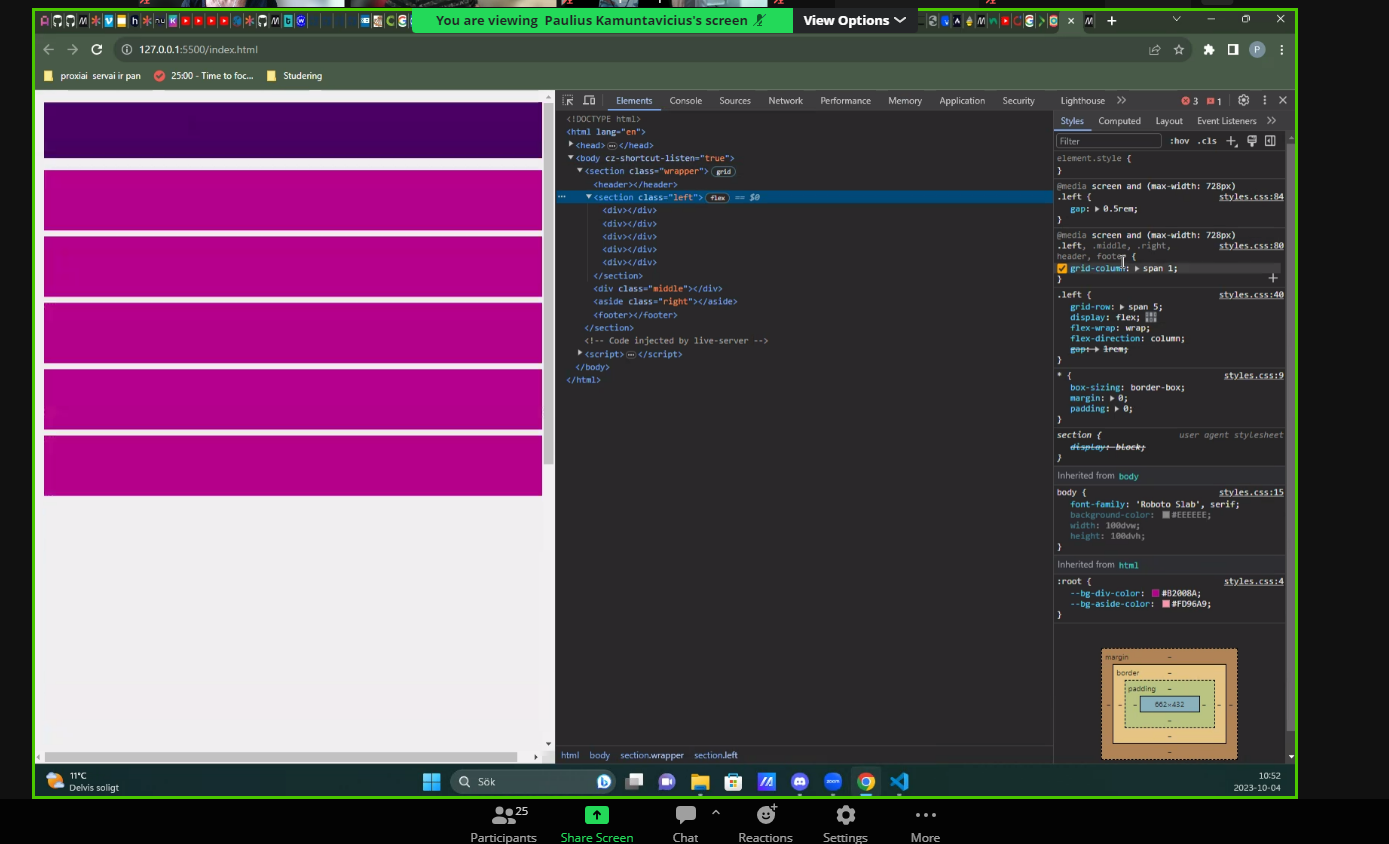 You are viewing Paulius Kamuntavicius's screen
View Options
127.0.0.1:5500/index.html
proxiai servai ir pan
25:00 - Time to foc...
Studering
Elements
Console
Sources
Network
Performance
Memory
Application
Security
Lighthouse
3
1
<!DOCTYPE html>
<html lang="en">
<head>⋯</head>
<body cz-shortcut-listen="true">
<section class="wrapper"> grid
<header></header>
<section class="left"> flex == $0
<div></div>
<div></div>
<div></div>
<div></div>
<div></div>
</section>
<div class="middle"></div>
<aside class="right"></aside>
<footer></footer>
</section>
<!-- Code injected by live-server -->
<script>⋯</script>
</body>
</html>
html body section.wrapper section.left
Styles
Computed
Layout
Event Listeners
Filter
:hov .cls
element.style {
}
@media screen and (max-width: 728px)
.left { styles.css:84
gap: 0.5rem;
}
@media screen and (max-width: 728px)
.left, .middle, .right, styles.css:80
header, footer {
grid-column: span 1;
}
.left { styles.css:40
grid-row: span 5;
display: flex;
flex-wrap: wrap;
flex-direction: column;
gap: 1rem;
}
* { styles.css:9
box-sizing: border-box;
margin: 0;
padding: 0;
}
section { user agent stylesheet
display: block;
}
Inherited from body
body { styles.css:15
font-family: 'Roboto Slab', serif;
background-color: #EEEEEE;
width: 100dvw;
height: 100dvh;
}
Inherited from html
:root { styles.css:4
--bg-div-color: #B2008A;
--bg-aside-color: #FD96A9;
}
margin -
border -
padding -
- - - 662×432 - - -
-
-
-
11°C
Delvis soligt
Sök
10:52
2023-10-04
25
Participants
Share Screen
Chat
Reactions
Settings
More